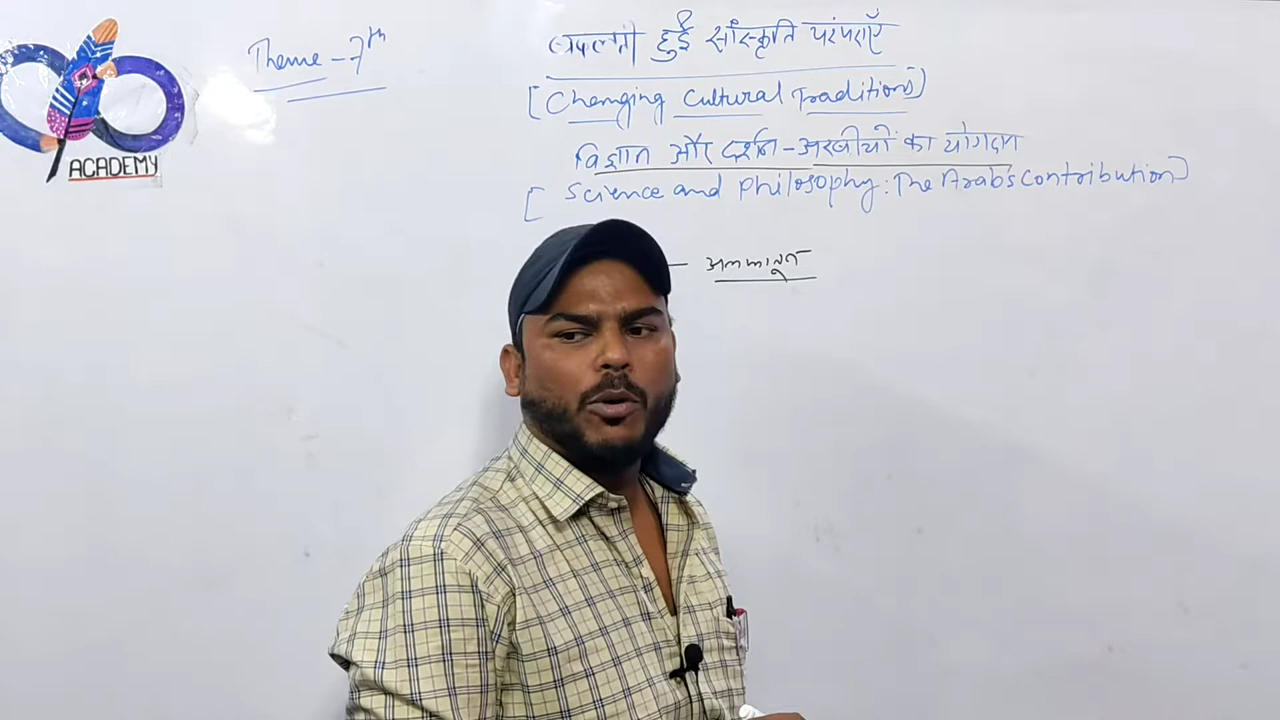 ACADEMY
Theme - 7th
बदलती हुई साँस्कृति परंपराएँ
[Changing Cultural Traditions]
विज्ञान और दर्शन - अरबीयों का योगदान
[Science and Philosophy: The Arabs Contribution]